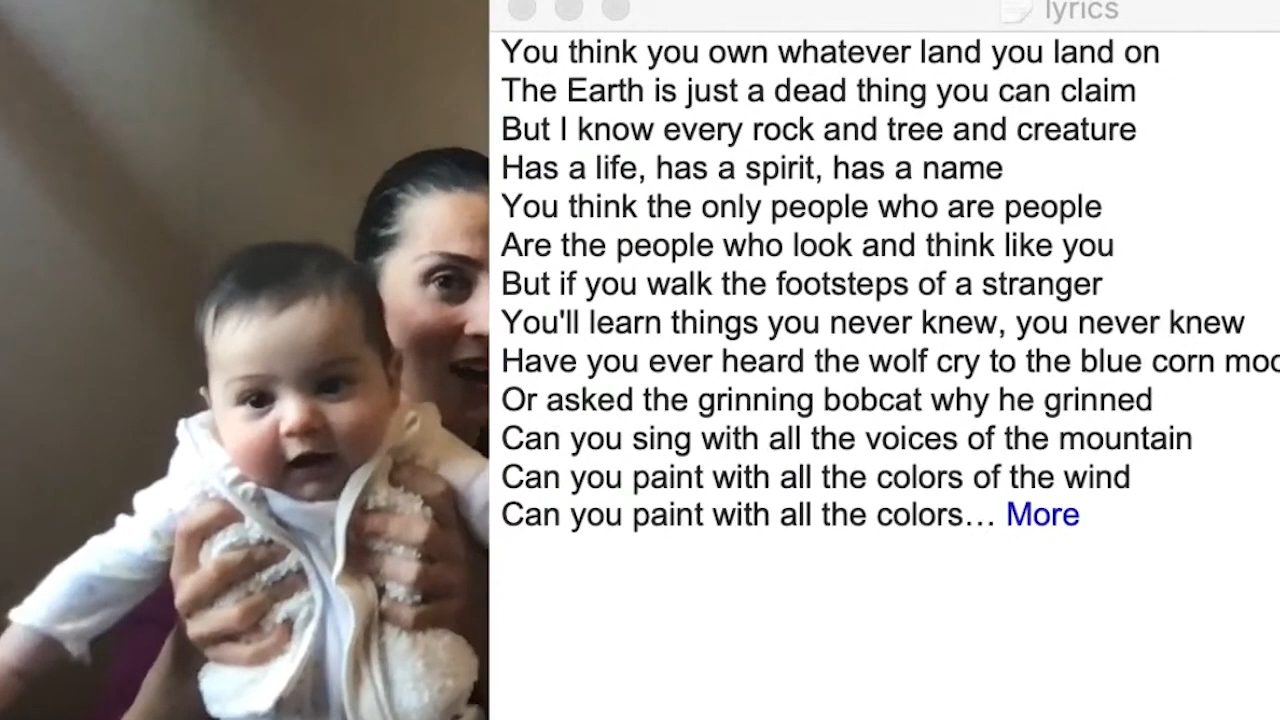 lyrics
You think you own whatever land you land on
The Earth is just a dead thing you can claim
But I know every rock and tree and creature
Has a life, has a spirit, has a name
You think the only people who are people
Are the people who look and think like you
But if you walk the footsteps of a stranger
You'll learn things you never knew, you never knew
Have you ever heard the wolf cry to the blue corn
Or asked the grinning bobcat why he grinned
Can you sing with all the voices of the mountain
Can you paint with all the colors of the wind
Can you paint with all the colors… More